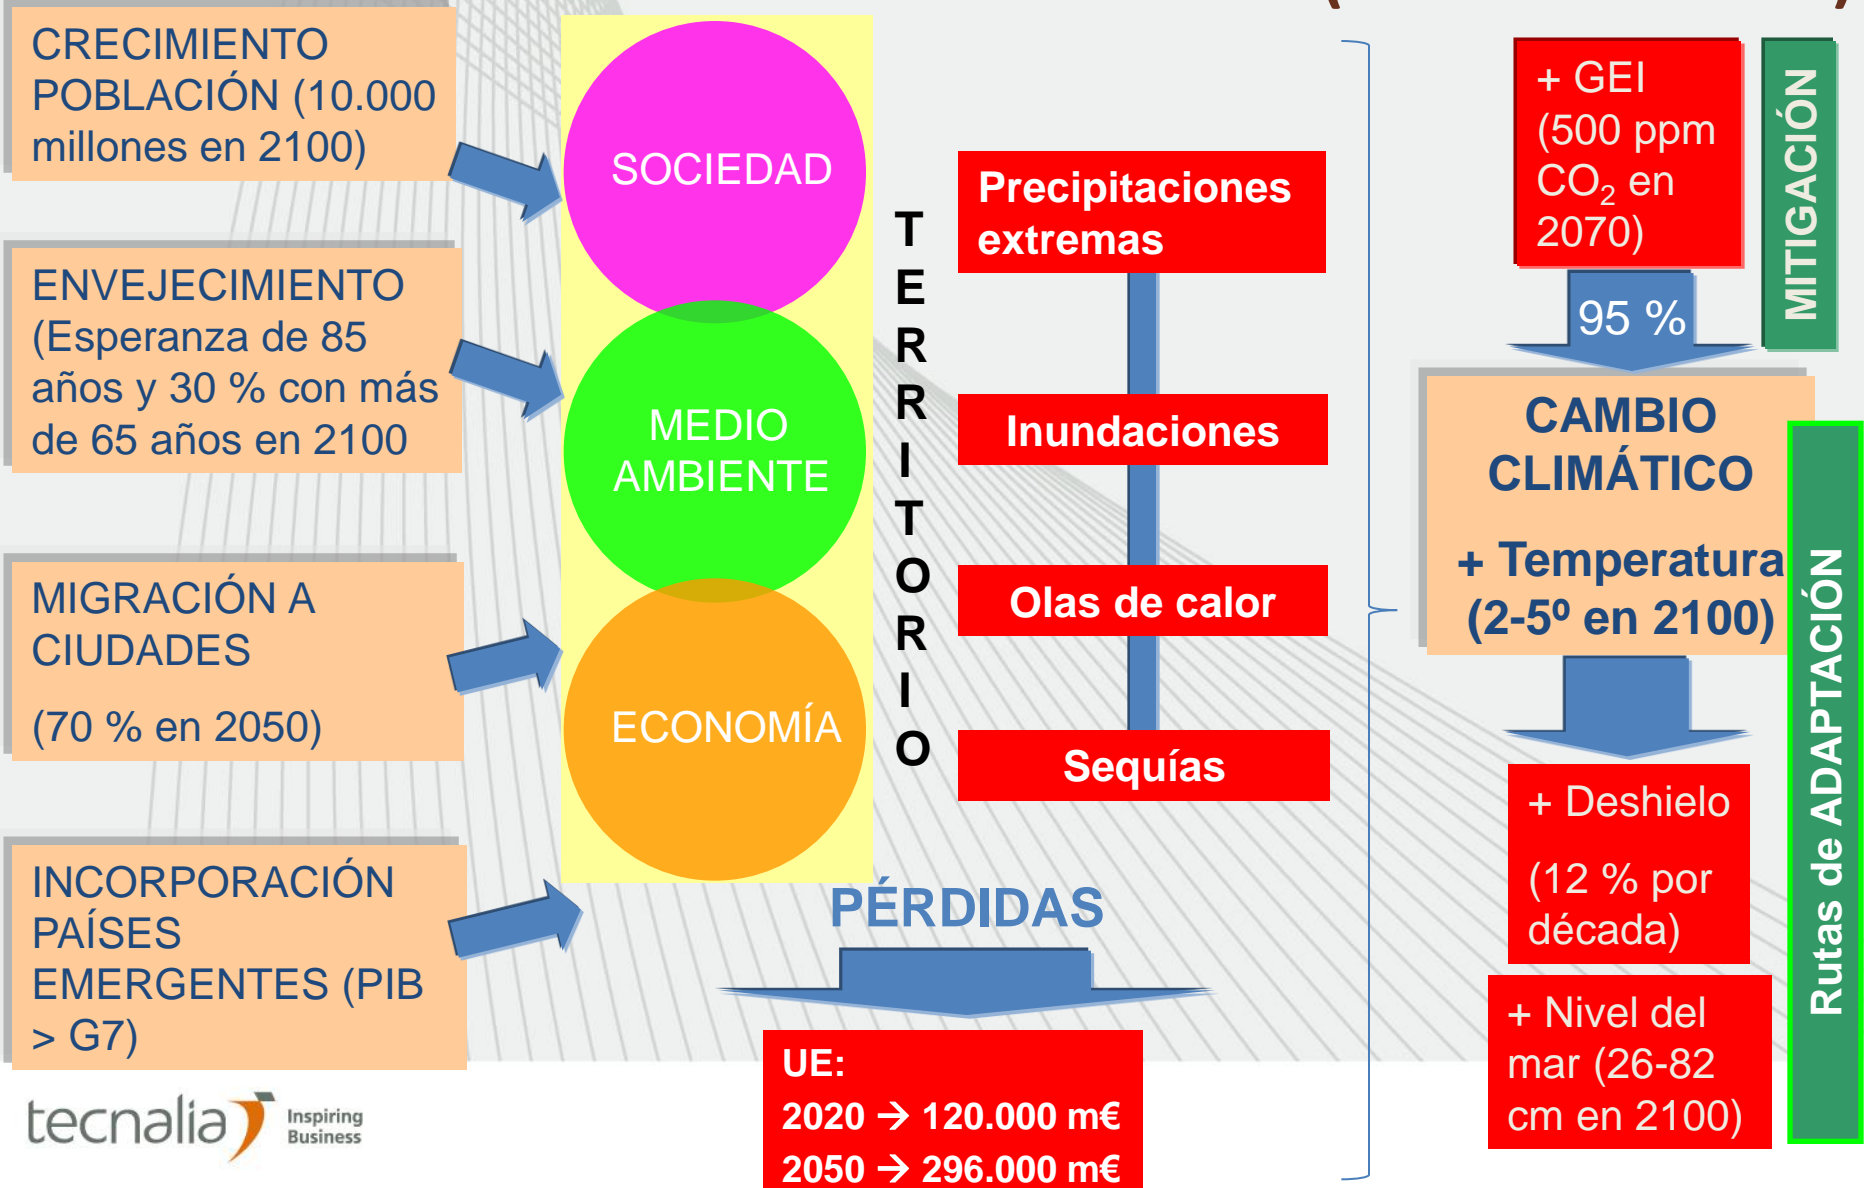 CRECIMIENTO
POBLACIÓN (10.000
millones en 2100)
ENVEJECIMIENTO
(Esperanza de 85
años y 30 % con más
de 65 años en 2100
MIGRACIÓN A
CIUDADES
(70 % en 2050)
INCORPORACIÓN
PAÍSES
EMERGENTES (PIB
> G7)
SOCIEDAD
MEDIO
AMBIENTE
ECONOMÍA
TERRITORIO
Precipitaciones
extremas
Inundaciones
Olas de calor
Sequías
PÉRDIDAS
UE:
2020 → 120.000 m€
2050 → 296.000 m€
+ GEI
(500 ppm
CO₂ en
2070)
95 %
MITIGACIÓN
CAMBIO
CLIMÁTICO
+ Temperatura
(2-5º en 2100)
+ Deshielo
(12 % por
década)
+ Nivel del
mar (26-82
cm en 2100)
Rutas de ADAPTACIÓN
tecnalia
Inspiring
Business